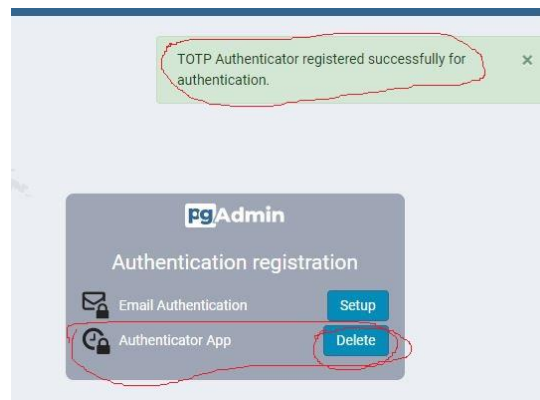 TOTP Authenticator registered successfully for
authentication.
×
pgAdmin
Authentication registration
Email Authentication Setup
Authenticator App Delete